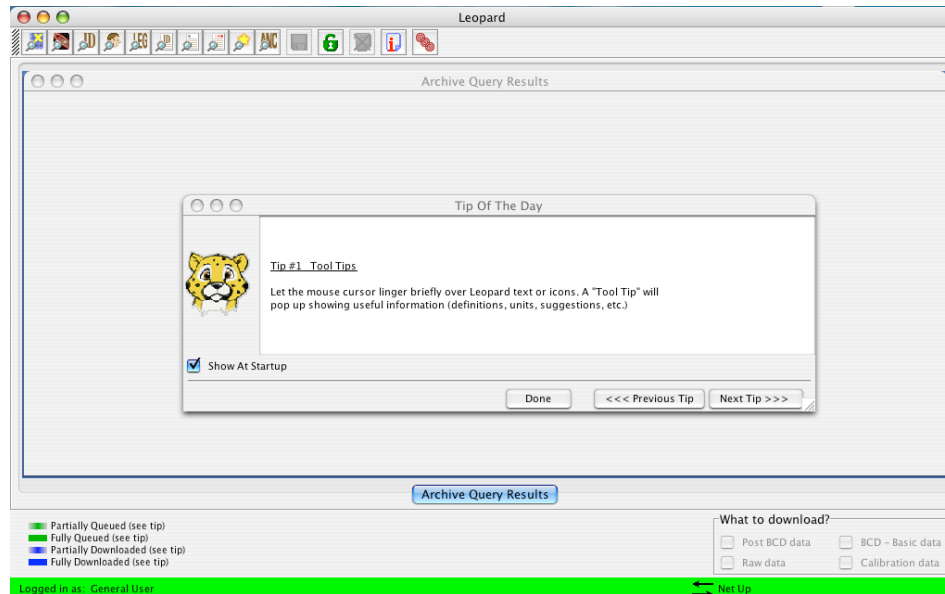 Leopard
JD
LEG
ANC
Archive Query Results
Tip Of The Day
Tip #1 Tool Tips
Let the mouse cursor linger briefly over Leopard text or icons. A "Tool Tip" will
pop up showing useful information (definitions, units, suggestions, etc.)
Show At Startup
Done
<<< Previous Tip
Next Tip >>>
Archive Query Results
Partially Queued (see tip)
Fully Queued (see tip)
Partially Downloaded (see tip)
Fully Downloaded (see tip)
What to download?
Post BCD data
BCD - Basic data
Raw data
Calibration data
Logged in as: General User
Net Up